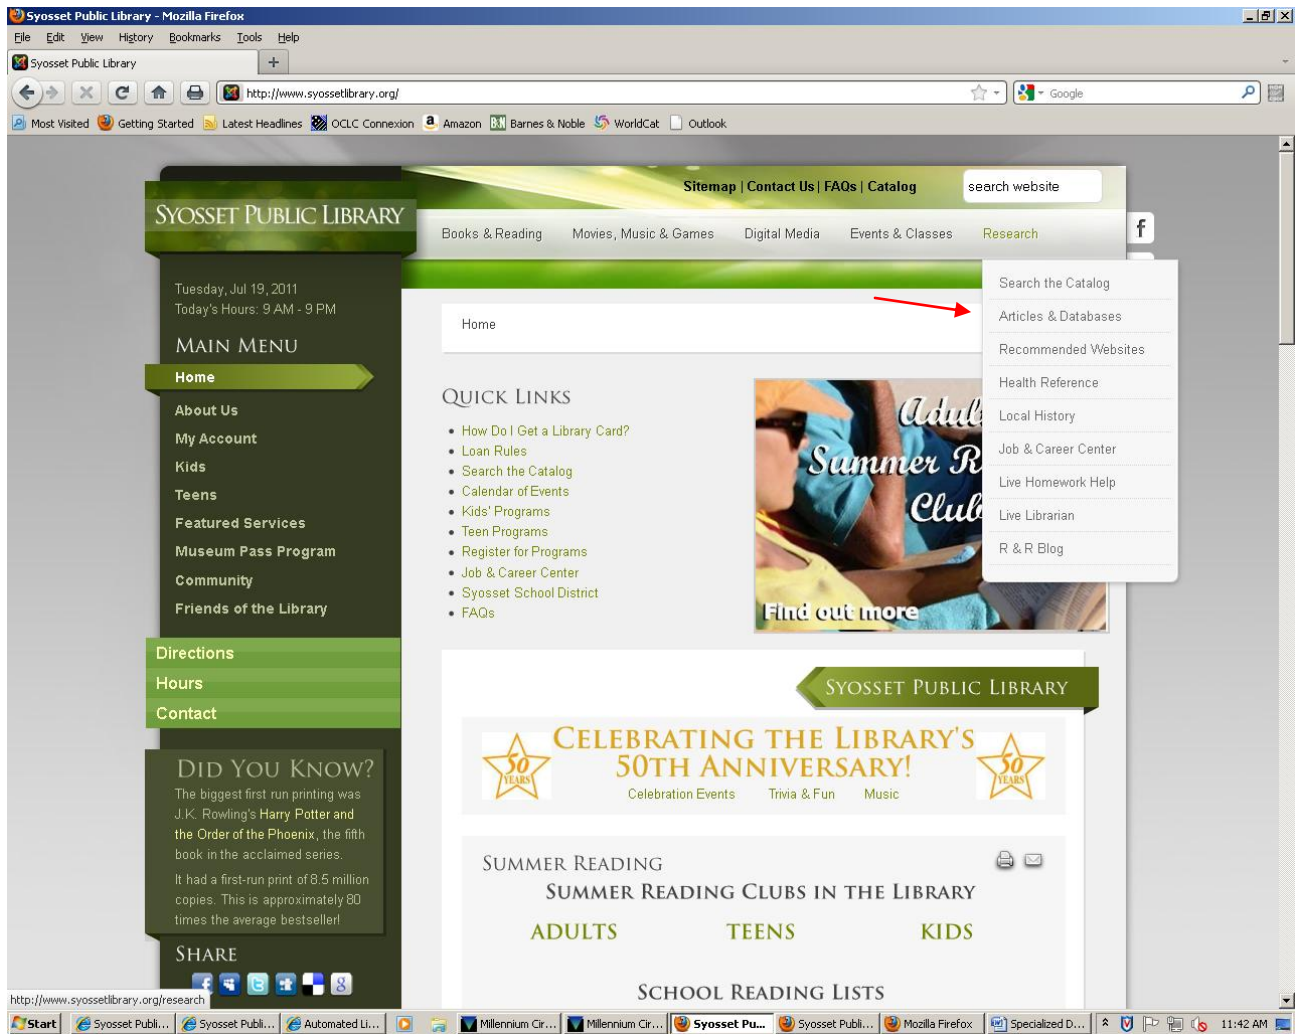 Syosset Public Library - Mozilla Firefox
File Edit View History Bookmarks Tools Help
Syosset Public Library
http://www.syossetlibrary.org/
Google
Most Visited Getting Started Latest Headlines OCLC Connexion Amazon Barnes & Noble WorldCat Outlook
Sitemap | Contact Us | FAQs | Catalog
search website
SYOSSET PUBLIC LIBRARY
Books & Reading Movies, Music & Games Digital Media Events & Classes Research
Tuesday, Jul 19, 2011
Today's Hours: 9 AM - 9 PM
MAIN MENU
Home
About Us
My Account
Kids
Teens
Featured Services
Museum Pass Program
Community
Friends of the Library
Directions
Hours
Contact
DID YOU KNOW?
The biggest first run printing was
J.K. Rowling's Harry Potter and
the Order of the Phoenix, the fifth
book in the acclaimed series.
It had a first-run print of 8.5 million
copies. This is approximately 80
times the average bestseller!
SHARE
Home
Search the Catalog
Articles & Databases
Recommended Websites
Health Reference
Local History
Job & Career Center
Live Homework Help
Live Librarian
R & R Blog
QUICK LINKS
How Do I Get a Library Card?
Loan Rules
Search the Catalog
Calendar of Events
Kids' Programs
Teen Programs
Register for Programs
Job & Career Center
Syosset School District
FAQs
Summer
Club
Find out more
SYOSSET PUBLIC LIBRARY
CELEBRATING THE LIBRARY'S
50TH ANNIVERSARY!
50 YEARS
50 YEARS
Celebration Events Trivia & Fun Music
SUMMER READING
SUMMER READING CLUBS IN THE LIBRARY
ADULTS TEENS KIDS
SCHOOL READING LISTS
http://www.syossetlibrary.org/research
Start Syosset Publi... Syosset Publi... Automated Li... Millennium Cir... Millennium Cir... Syosset Pu... Syosset Publi... Mozilla Firefox Specialized D... 11:42 AM